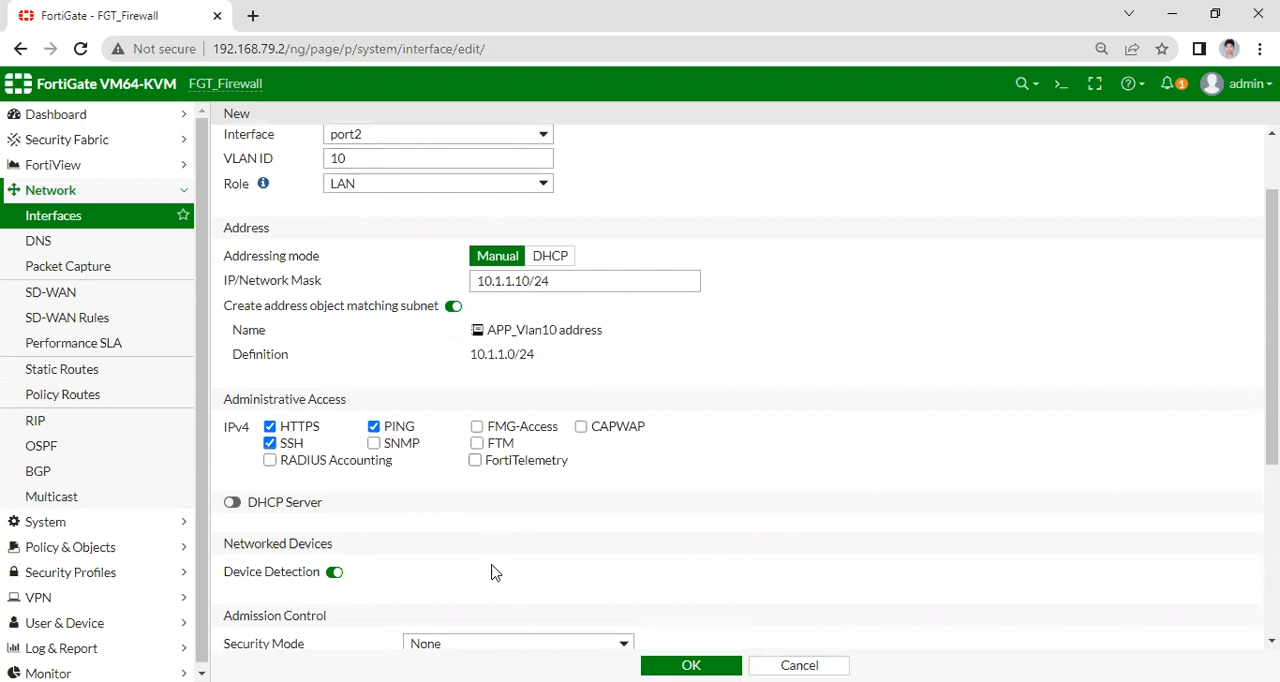 FortiGate - FGT_Firewall
Not secure 192.168.79.2/ng/page/p/system/interface/edit/
FortiGate VM64-KVM FGT_Firewall
1 admin
Dashboard
Security Fabric
FortiView
Network
Interfaces
DNS
Packet Capture
SD-WAN
SD-WAN Rules
Performance SLA
Static Routes
Policy Routes
RIP
OSPF
BGP
Multicast
System
Policy & Objects
Security Profiles
VPN
User & Device
Log & Report
Monitor
New
Interface port2
VLAN ID 10
Role LAN
Address
Addressing mode Manual DHCP
IP/Network Mask 10.1.1.10/24
Create address object matching subnet
Name APP_Vlan10 address
Definition 10.1.1.0/24
Administrative Access
IPv4 HTTPS PING FMG-Access CAPWAP
SSH SNMP FTM
RADIUS Accounting FortiTelemetry
DHCP Server
Networked Devices
Device Detection
Admission Control
Security Mode None
OK Cancel